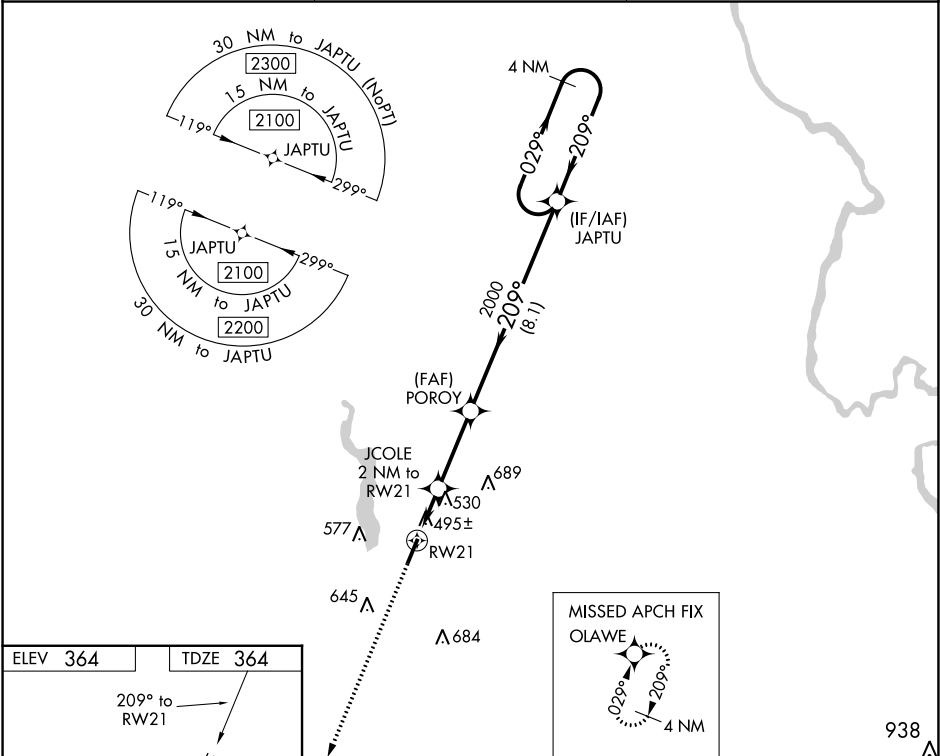 30 NM to JAPTU (NoPT)
2300
15 NM to JAPTU
2100
119°
JAPTU
299°
119°
JAPTU
299°
2100
15 NM to JAPTU
2200
30 NM to JAPTU
4 NM
029°
209°
(IF/IAF)
JAPTU
2000
209°
(8.1)
(FAF)
POROY
JCOLE
2 NM to
RW21
689
530
495±
577
RW21
645
684
MISSED APCH FIX
OLAWE
029°
209°
4 NM
938
ELEV 364
TDZE 364
209° to
RW21